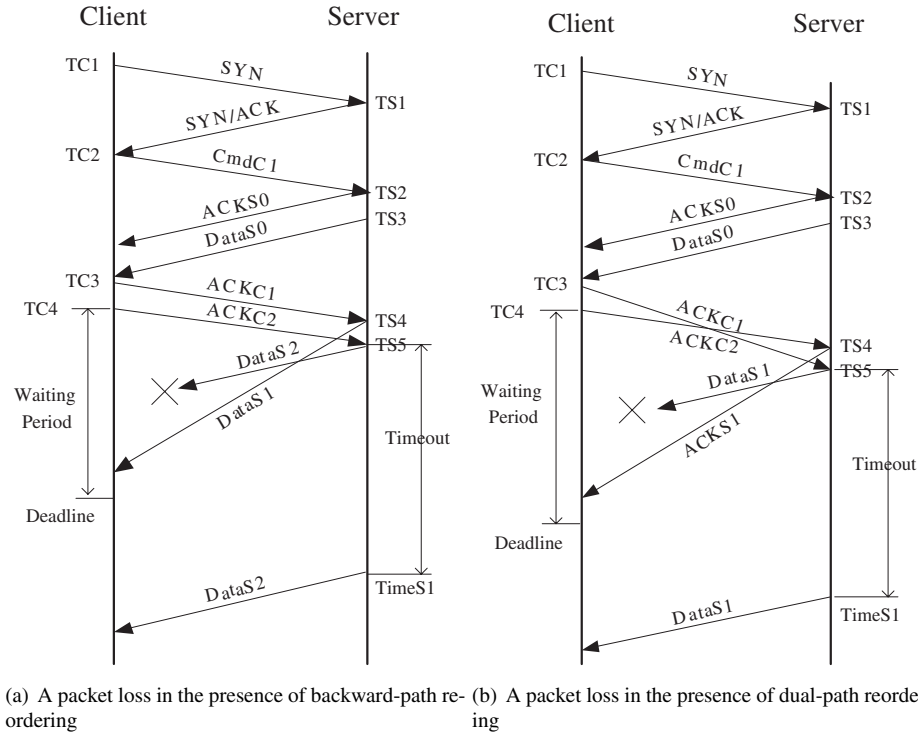 Client
Server
TC1
SYN
TS1
SYN/ACK
TC2
CmdC1
TS2
ACKS0
TS3
DataS0
TC3
ACKC1
TC4
ACKC2
TS4
TS5
DataS2
Waiting
Period
DataS1
Timeout
Deadline
DataS2
TimeS1
(a) A packet loss in the presence of backward-path re-
ordering
Client
Server
TC1
SYN
TS1
SYN/ACK
TC2
CmdC1
TS2
ACKS0
TS3
DataS0
TC3
ACKC1
TC4
ACKC2
TS4
TS5
DataS1
Waiting
Period
ACKS1
Timeout
Deadline
DataS1
TimeS1
(b) A packet loss in the presence of dual-path reorde
ing